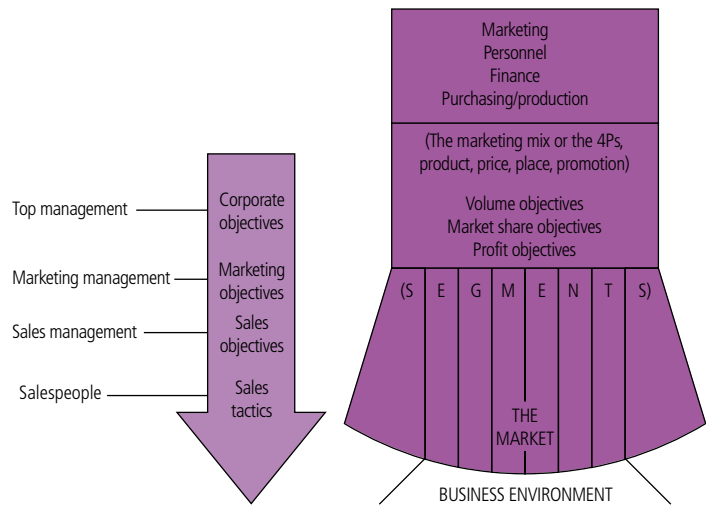 Top management
Marketing management
Sales management
Salespeople
Corporate
objectives
Marketing
objectives
Sales
objectives
Sales
tactics
Marketing
Personnel
Finance
Purchasing/production
(The marketing mix or the 4Ps,
product, price, place, promotion)
Volume objectives
Market share objectives
Profit objectives
(S E G M E N T S)
THE
MARKET
BUSINESS ENVIRONMENT